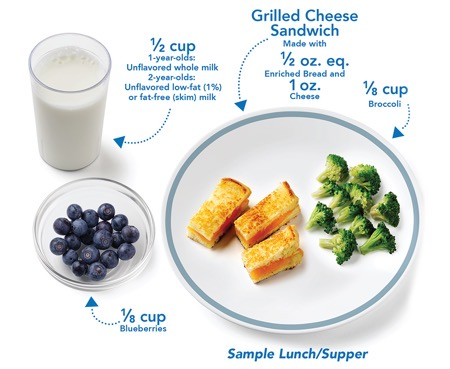 ½ cup
1-year-olds:
Unflavored whole milk
2-year-olds:
Unflavored low-fat (1%)
or fat-free (skim) milk
Grilled Cheese
Sandwich
Made with
½ oz. eq.
Enriched Bread and
1 oz.
Cheese
⅛ cup
Broccoli
⅛ cup
Blueberries
Sample Lunch/Supper